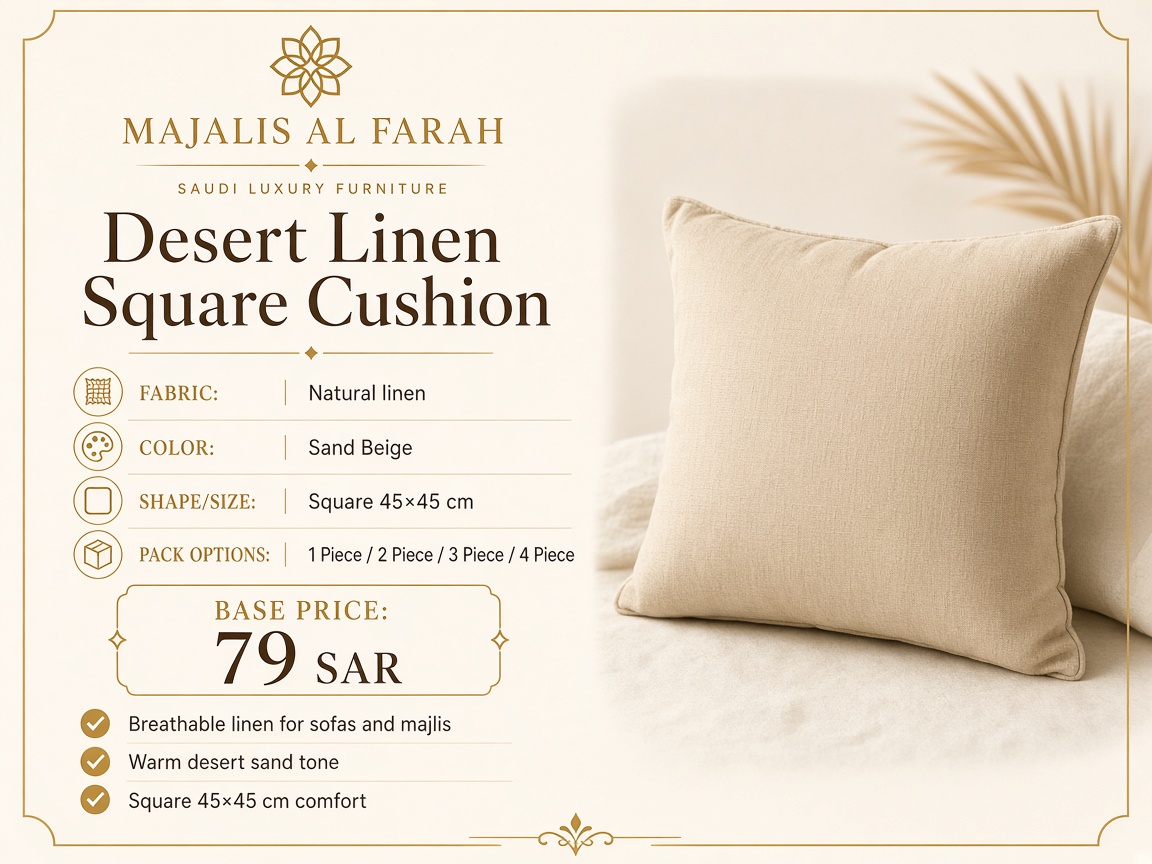 MAJALIS AL FARAH
SAUDI LUXURY FURNITURE
Desert Linen
Square Cushion
FABRIC: Natural linen
COLOR: Sand Beige
SHAPE/SIZE: Square 45×45 cm
PACK OPTIONS: 1 Piece / 2 Piece / 3 Piece / 4 Piece
BASE PRICE:
79 SAR
Breathable linen for sofas and majlis
Warm desert sand tone
Square 45×45 cm comfort